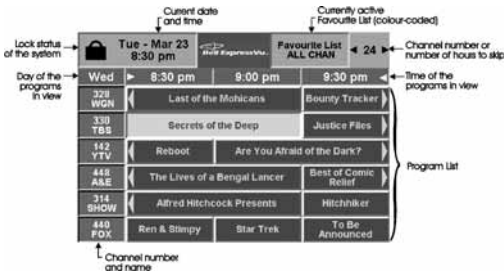 Current date
and time
Currently active
Favourite List (colour-coded)
Lock status
of the system
Tue - Mar 23
8:30 pm
Bell ExpressVu
Favourite List
ALL CHAN
24
Channel number or
number of hours to skip
Day of the
programs
in view
Wed
8:30 pm
9:00 pm
9:30 pm
Time of the
programs in view
328
WGN
Last of the Mohicans
Bounty Tracker
330
TBS
Secrets of the Deep
Justice Files
142
YTV
Reboot
Are You Afraid of the Dark?
448
A&E
The Lives of a Bengal Lancer
Best of Comic
Relief
314
SHOW
Alfred Hitchcock Presents
Hitchhiker
440
FOX
Ren & Stimpy
Star Trek
To Be
Announced
Program List
Channel number
and name